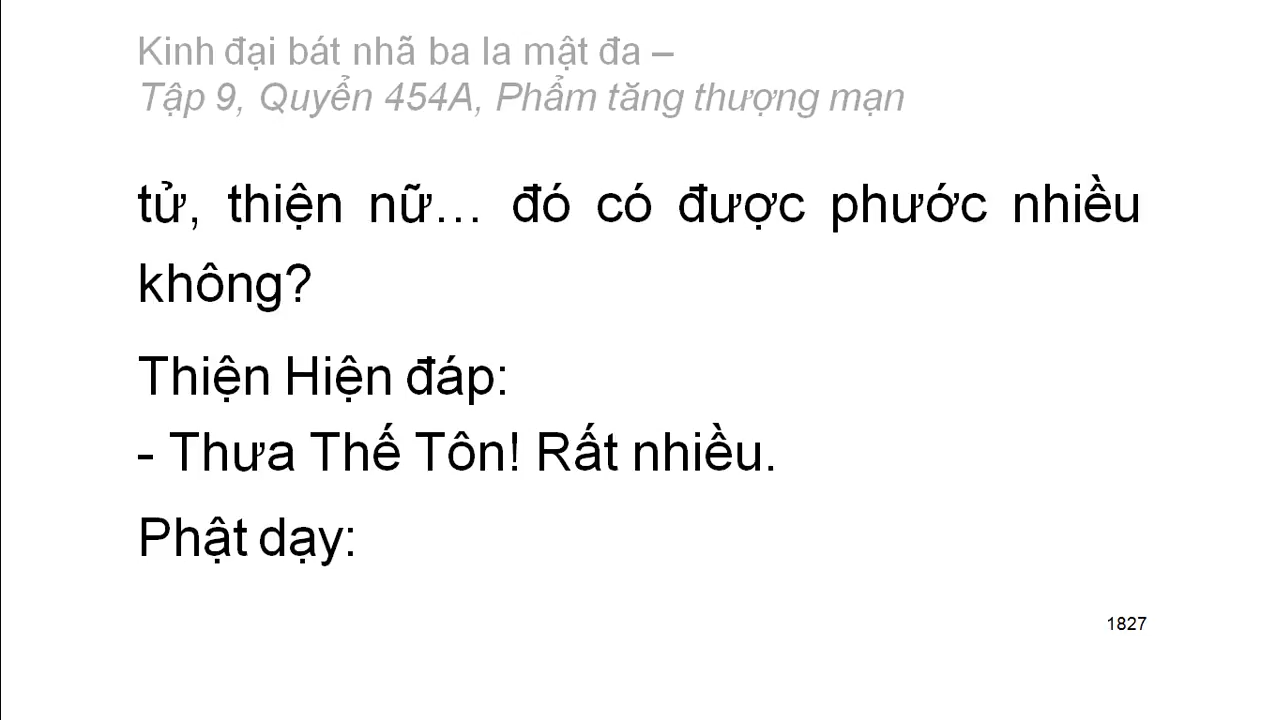 Kinh đại bát nhã ba la mật đa –
Tập 9, Quyển 454A, Phẩm tăng thượng mạn
tử, thiện nữ… đó có được phước nhiều
không?
Thiện Hiện đáp:
- Thưa Thế Tôn! Rất nhiều.
Phật dạy:
1827